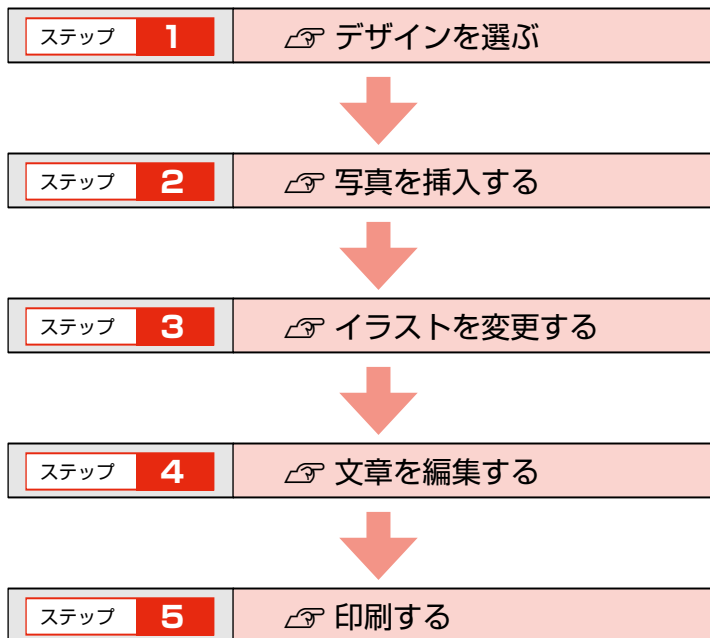 ステップ 1 ☞ デザインを選ぶ
ステップ 2 ☞ 写真を挿入する
ステップ 3 ☞ イラストを変更する
ステップ 4 ☞ 文章を編集する
ステップ 5 ☞ 印刷する